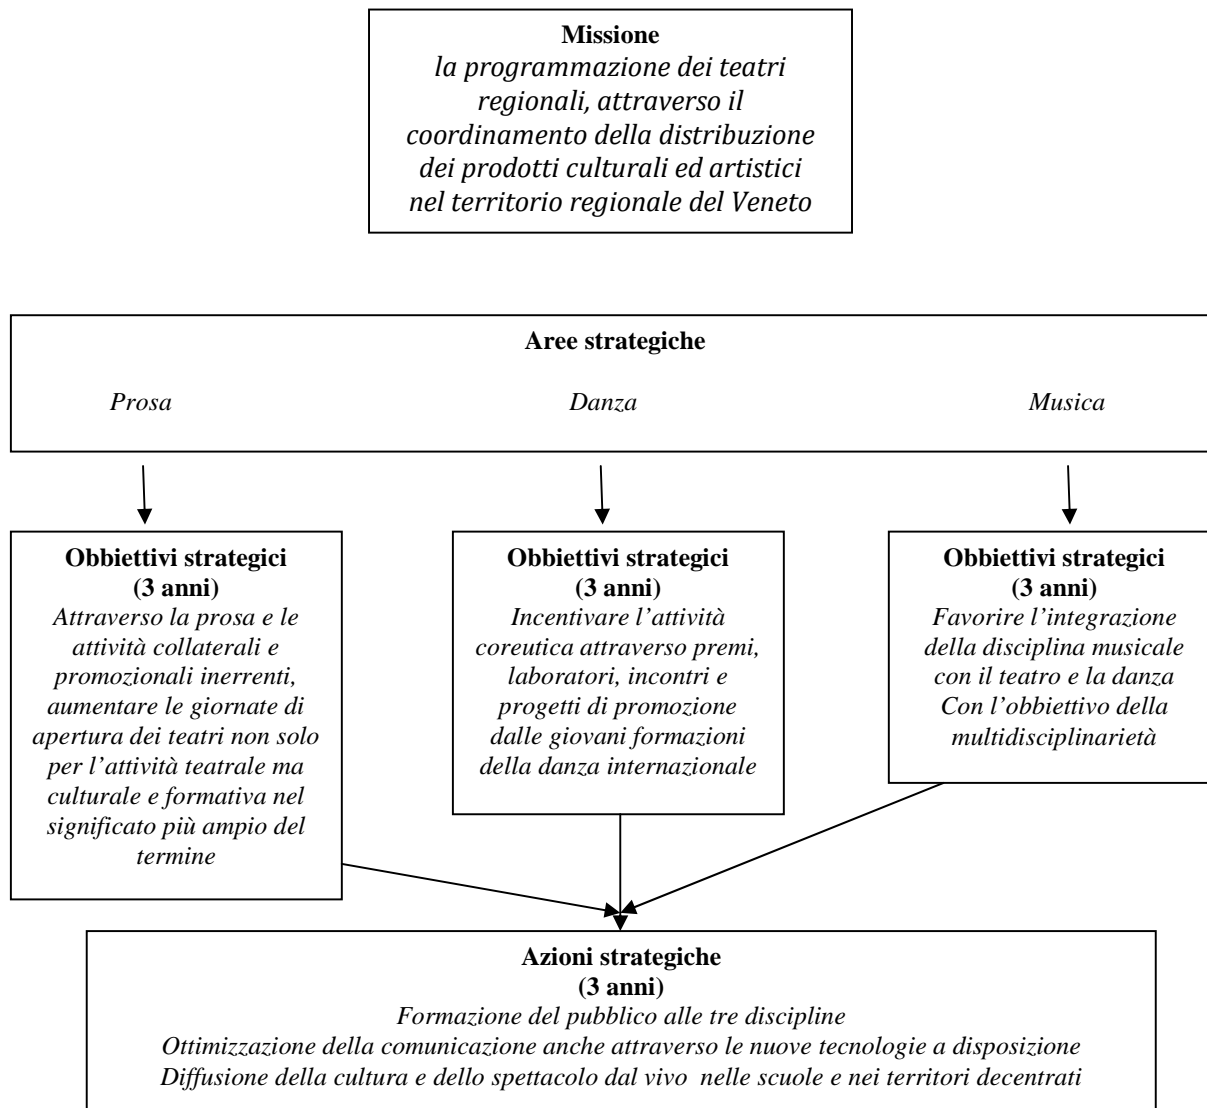 Missione
la programmazione dei teatri
regionali, attraverso il
coordinamento della distribuzione
dei prodotti culturali ed artistici
nel territorio regionale del Veneto
Aree strategiche
Prosa
Danza
Musica
Obbiettivi strategici
(3 anni)
Attraverso la prosa e le
attività collaterali e
promozionali inerrenti,
aumentare le giornate di
apertura dei teatri non solo
per l’attività teatrale ma
culturale e formativa nel
significato più ampio del
termine
Obbiettivi strategici
(3 anni)
Incentivare l’attività
coreutica attraverso premi,
laboratori, incontri e
progetti di promozione
dalle giovani formazioni
della danza internazionale
Obbiettivi strategici
(3 anni)
Favorire l’integrazione
della disciplina musicale
con il teatro e la danza
Con l’obbiettivo della
multidisciplinarietà
Azioni strategiche
(3 anni)
Formazione del pubblico alle tre discipline
Ottimizzazione della comunicazione anche attraverso le nuove tecnologie a disposizione
Diffusione della cultura e dello spettacolo dal vivo nelle scuole e nei territori decentrati